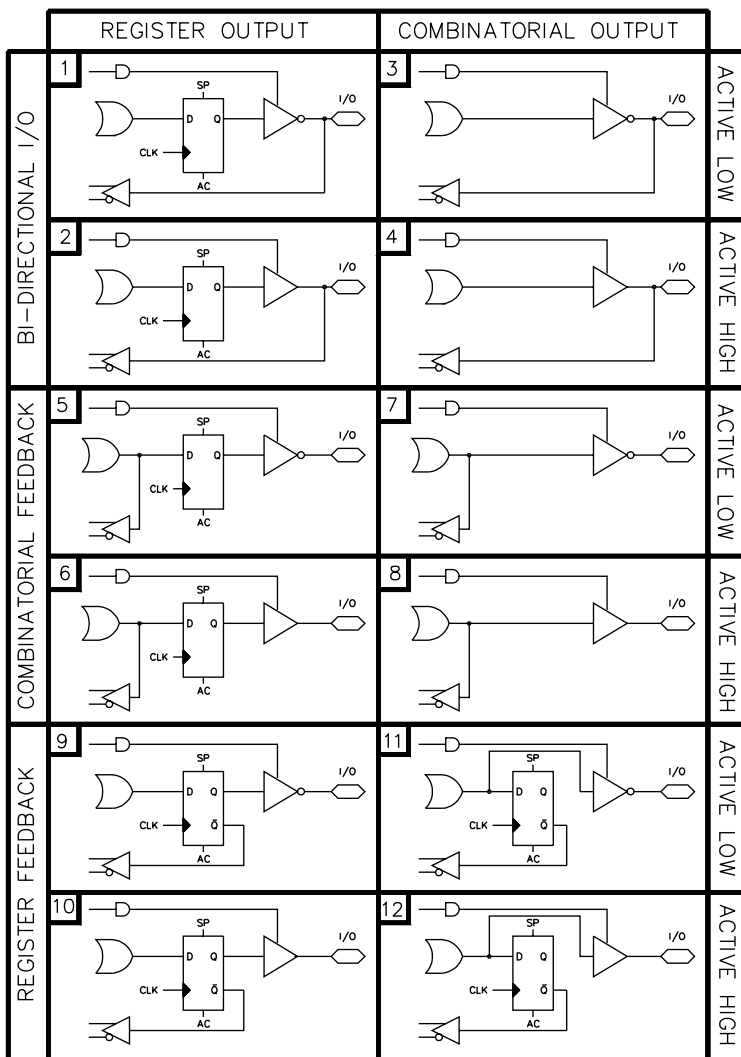 REGISTER OUTPUT
COMBINATORIAL OUTPUT
BI-DIRECTIONAL I/O
COMBINATORIAL FEEDBACK
REGISTER FEEDBACK
1
SP
D Q
CLK
AC
I/O
3
I/O
ACTIVE LOW
2
SP
D Q
CLK
AC
I/O
4
I/O
ACTIVE HIGH
5
SP
D Q
CLK
AC
I/O
7
I/O
ACTIVE LOW
6
SP
D Q
CLK
AC
I/O
8
I/O
ACTIVE HIGH
9
SP
D Q
CLK Q̅
AC
I/O
11
SP
D Q
CLK Q̅
AC
I/O
ACTIVE LOW
10
SP
D Q
CLK Q̅
AC
I/O
12
SP
D Q
CLK Q̅
AC
I/O
ACTIVE HIGH